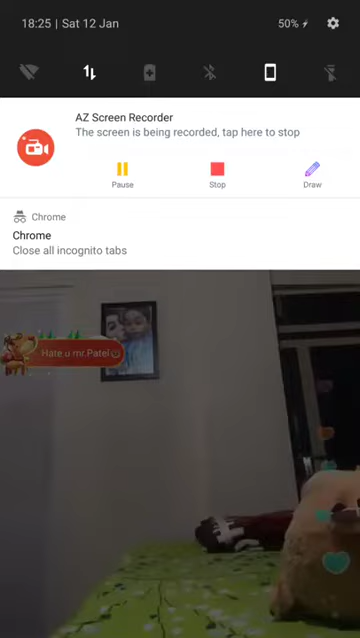 18:25 | Sat 12 Jan
50%
AZ Screen Recorder
The screen is being recorded, tap here to stop
Pause
Stop
Draw
Chrome
Chrome
Close all incognito tabs
Hate u mr.Patel